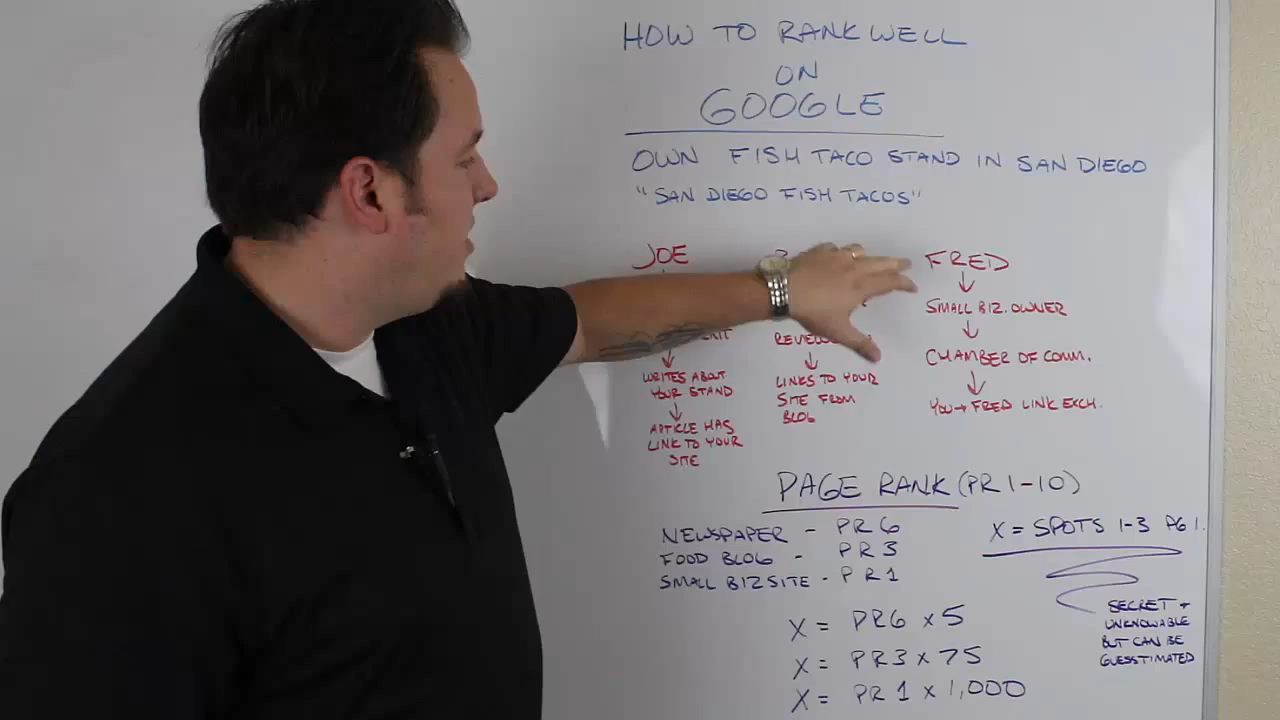 HOW TO RANK WELL
ON
GOOGLE
OWN FISH TACO STAND IN SAN DIEGO
"SAN DIEGO FISH TACOS"
JOE
WRITES ABOUT
YOUR STAND
ARTICLE HAS
LINK TO YOUR
SITE
LINKS TO YOUR
SITE FROM
BLOG
FRED
SMALL BIZ. OWNER
CHAMBER OF COMM.
YOU → FRED LINK EXCH.
PAGE RANK (PR 1-10)
NEWSPAPER - PR 6
FOOD BLOG - PR 3
SMALL BIZ SITE - PR 1
X = SPOTS 1-3 PG 1.
SECRET +
UNKNOWABLE
BUT CAN BE
GUESSTIMATED
X = PR6 x 5
X = PR3 x 75
X = PR 1 x 1,000